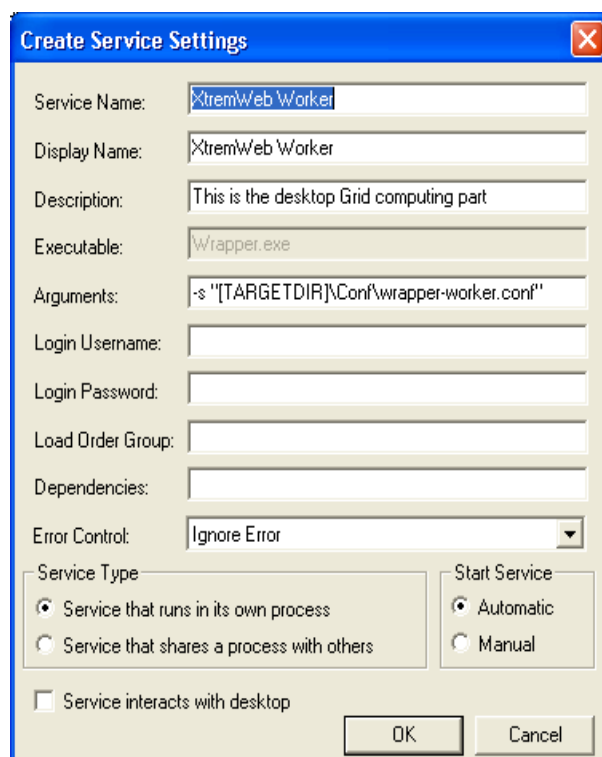 Create Service Settings
Service Name: XtremWeb Worker
Display Name: XtremWeb Worker
Description: This is the desktop Grid computing part
Executable: Wrapper.exe
Arguments: -s "[TARGETDIR]\Conf\wrapper-worker.conf"
Login Username:
Login Password:
Load Order Group:
Dependencies:
Error Control: Ignore Error
Service Type
Service that runs in its own process
Service that shares a process with others
Start Service
Automatic
Manual
Service interacts with desktop
OK Cancel